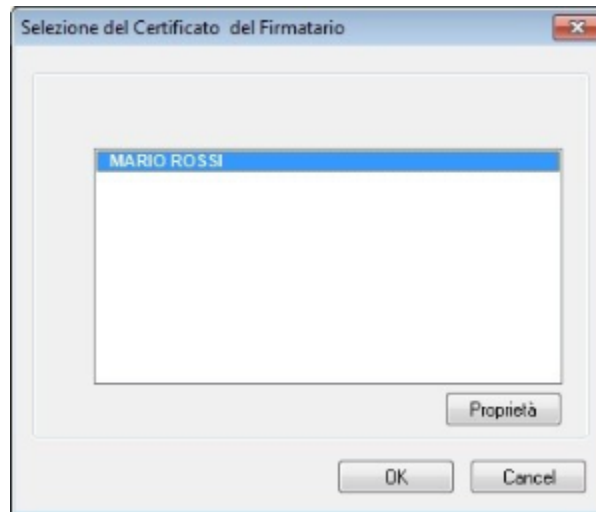 Selezione del Certificato del Firmatario
MARIO ROSSI
Proprietà
OK
Cancel